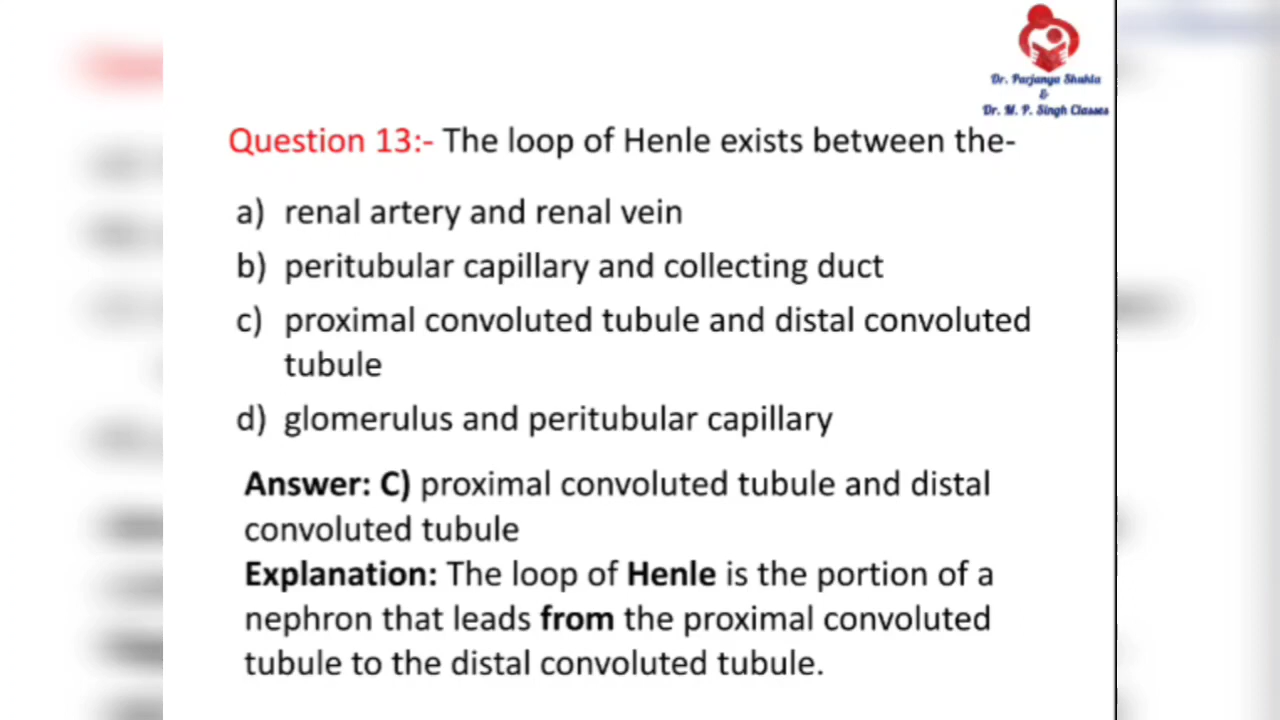 Dr. Parjanya Shukla
&
Dr. M. P. Singh Classes
Question 13:- The loop of Henle exists between the-
a) renal artery and renal vein
b) peritubular capillary and collecting duct
c) proximal convoluted tubule and distal convoluted
tubule
d) glomerulus and peritubular capillary
Answer: C) proximal convoluted tubule and distal
convoluted tubule
Explanation: The loop of Henle is the portion of a
nephron that leads from the proximal convoluted
tubule to the distal convoluted tubule.